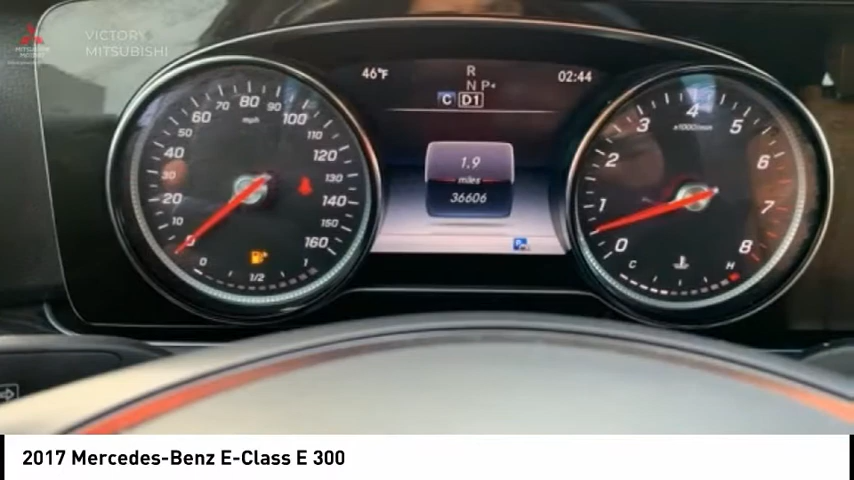 VICTORY
MITSUBISHI
46°F
R
N P
C D1
02:44
1.9
miles
36606
0 10 20 30 40 50 60 70 80 90 100 110 120 130 140 150 160
mph
0 1/2 1
0 1 2 3 4 5 6 7 8
x1000/min
C H
2017 Mercedes-Benz E-Class E 300